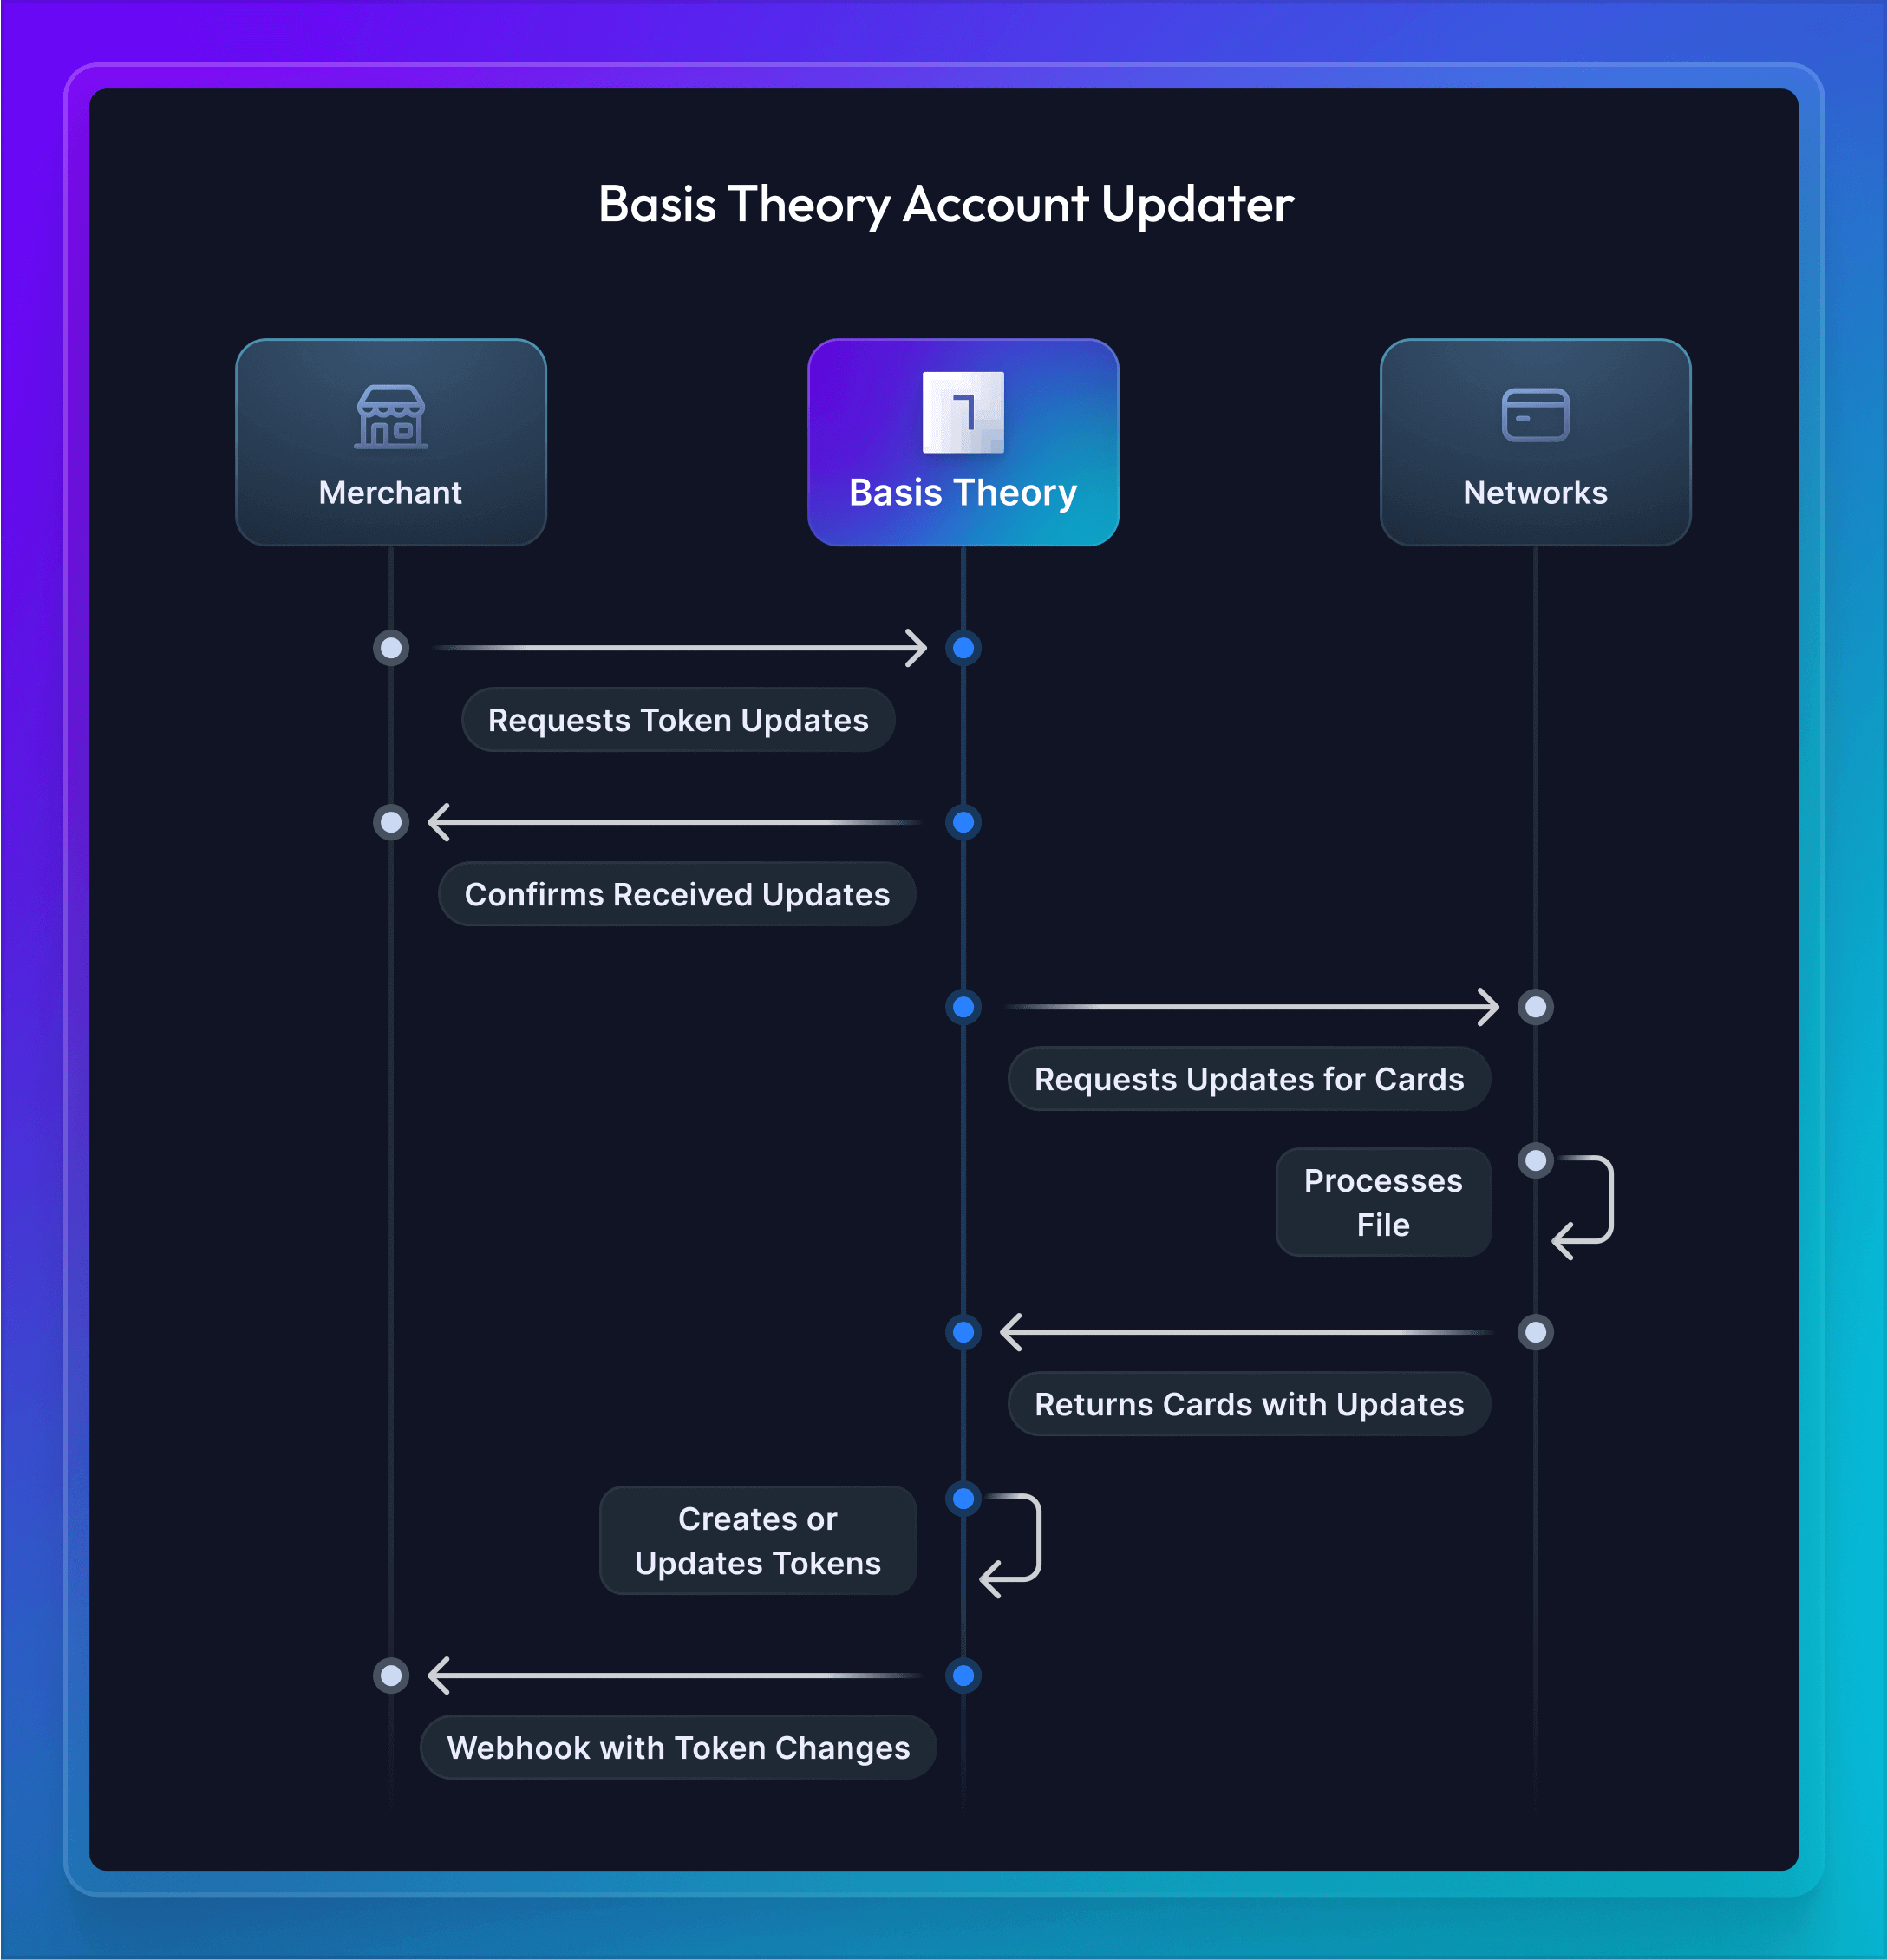 Basis Theory Account Updater
Merchant
Basis Theory
Networks
Requests Token Updates
Confirms Received Updates
Requests Updates for Cards
Processes
File
Returns Cards with Updates
Creates or
Updates Tokens
Webhook with Token Changes